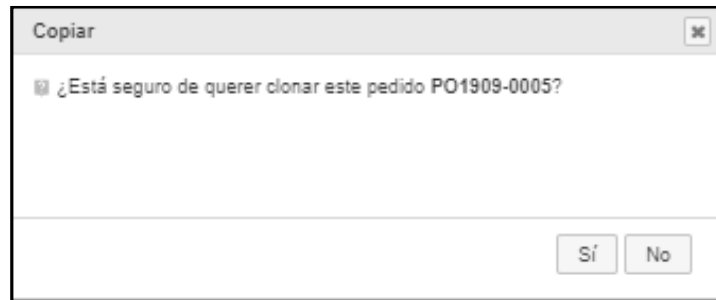 Copiar
¿Está seguro de querer clonar este pedido PO1909-0005?
Sí No